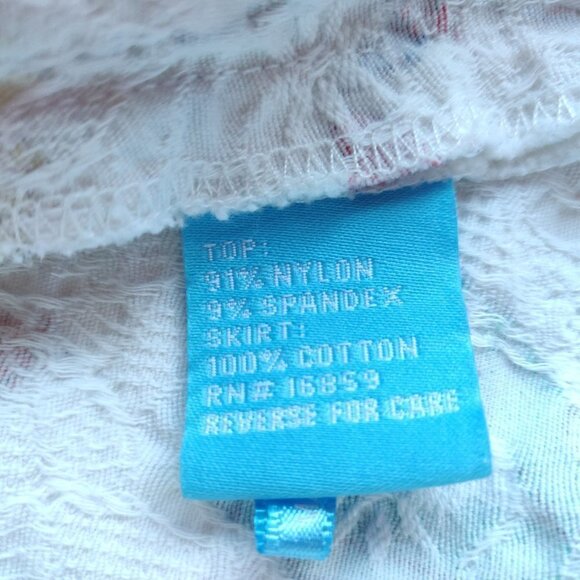 TOP:
91% NYLON
9% SPANDEX
SKIRT:
100% COTTON
RN# 16859
REVERSE FOR CARE